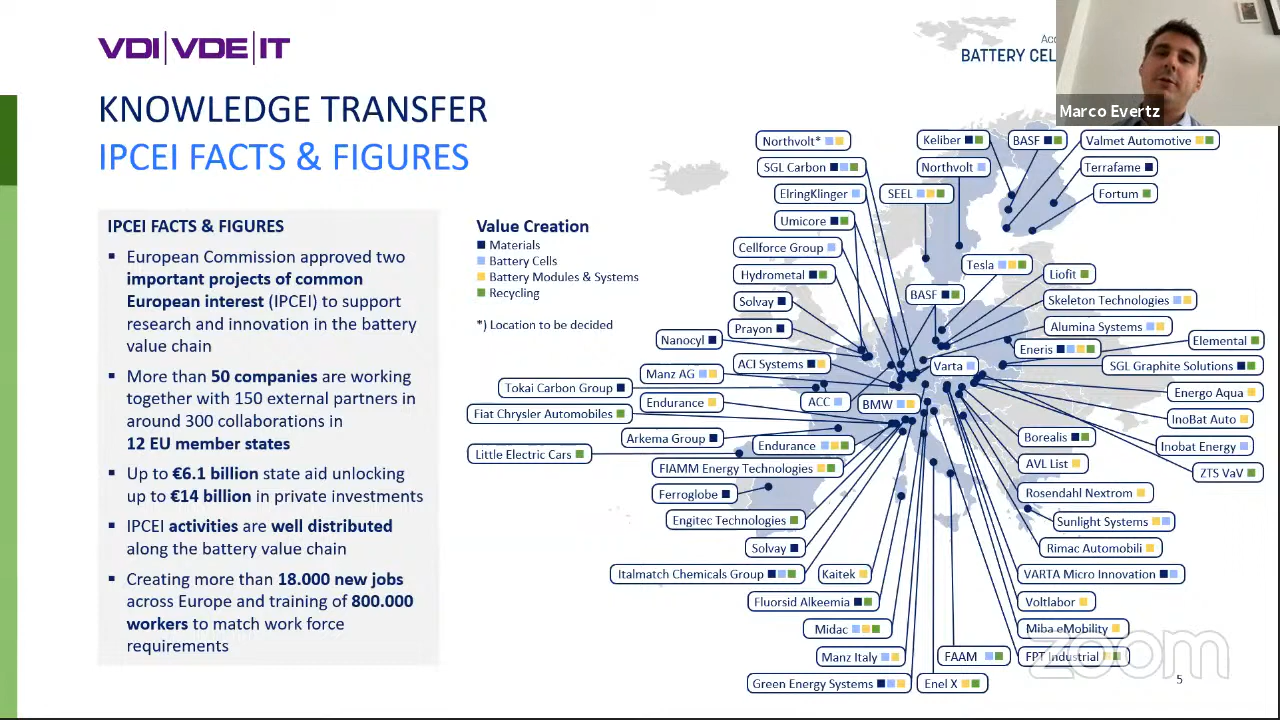 VDI|VDE|IT
BATTERY CEL
Marco Evertz
KNOWLEDGE TRANSFER
IPCEI FACTS & FIGURES
IPCEI FACTS & FIGURES
▪ European Commission approved two
important projects of common
European interest (IPCEI) to support
research and innovation in the battery
value chain
▪ More than 50 companies are working
together with 150 external partners in
around 300 collaborations in
12 EU member states
▪ Up to €6.1 billion state aid unlocking
up to €14 billion in private investments
▪ IPCEI activities are well distributed
along the battery value chain
▪ Creating more than 18.000 new jobs
across Europe and training of 800.000
workers to match work force
requirements
Value Creation
Materials
Battery Cells
Battery Modules & Systems
Recycling
*) Location to be decided
Northvolt*
SGL Carbon
ElringKlinger
Umicore
Cellforce Group
Hydrometal
Solvay
Prayon
Nanocyl
ACI Systems
Manz AG
Tokai Carbon Group
Endurance
Fiat Chrysler Automobiles
Arkema Group
Little Electric Cars
Endurance
FIAMM Energy Technologies
Ferroglobe
Engitec Technologies
Solvay
Italmatch Chemicals Group
Kaitek
Fluorsid Alkeemia
Midac
Manz Italy
Green Energy Systems
Enel X
FAAM
ACC
BMW
Varta
Keliber
BASF
Valmet Automotive
Northvolt
Terrafame
SEEL
Fortum
Tesla
Liofit
BASF
Skeleton Technologies
Alumina Systems
Eneris
Elemental
SGL Graphite Solutions
Energo Aqua
InoBat Auto
Borealis
Inobat Energy
AVL List
ZTS VaV
Rosendahl Nextrom
Sunlight Systems
Rimac Automobili
VARTA Micro Innovation
Voltlabor
Miba eMobility
FPT Industrial
zoom
5